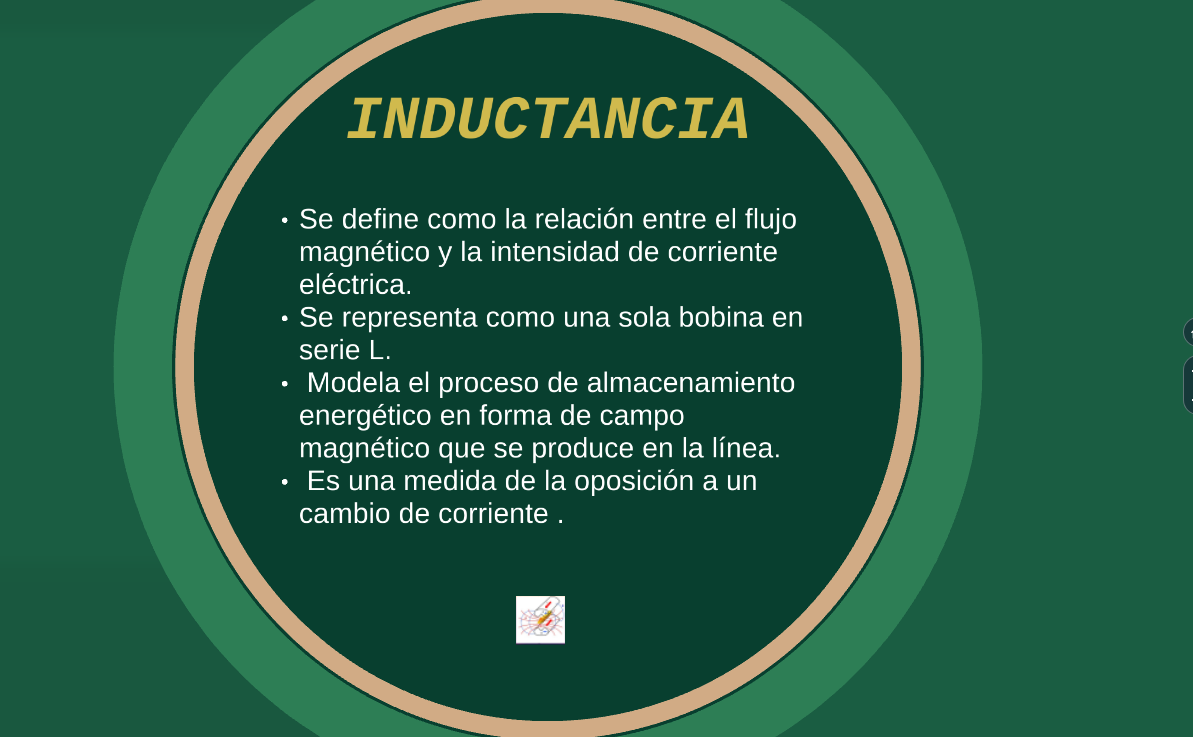 INDUCTANCIA
• Se define como la relación entre el flujo
magnético y la intensidad de corriente
eléctrica.
• Se representa como una sola bobina en
serie L.
• Modela el proceso de almacenamiento
energético en forma de campo
magnético que se produce en la línea.
• Es una medida de la oposición a un
cambio de corriente .